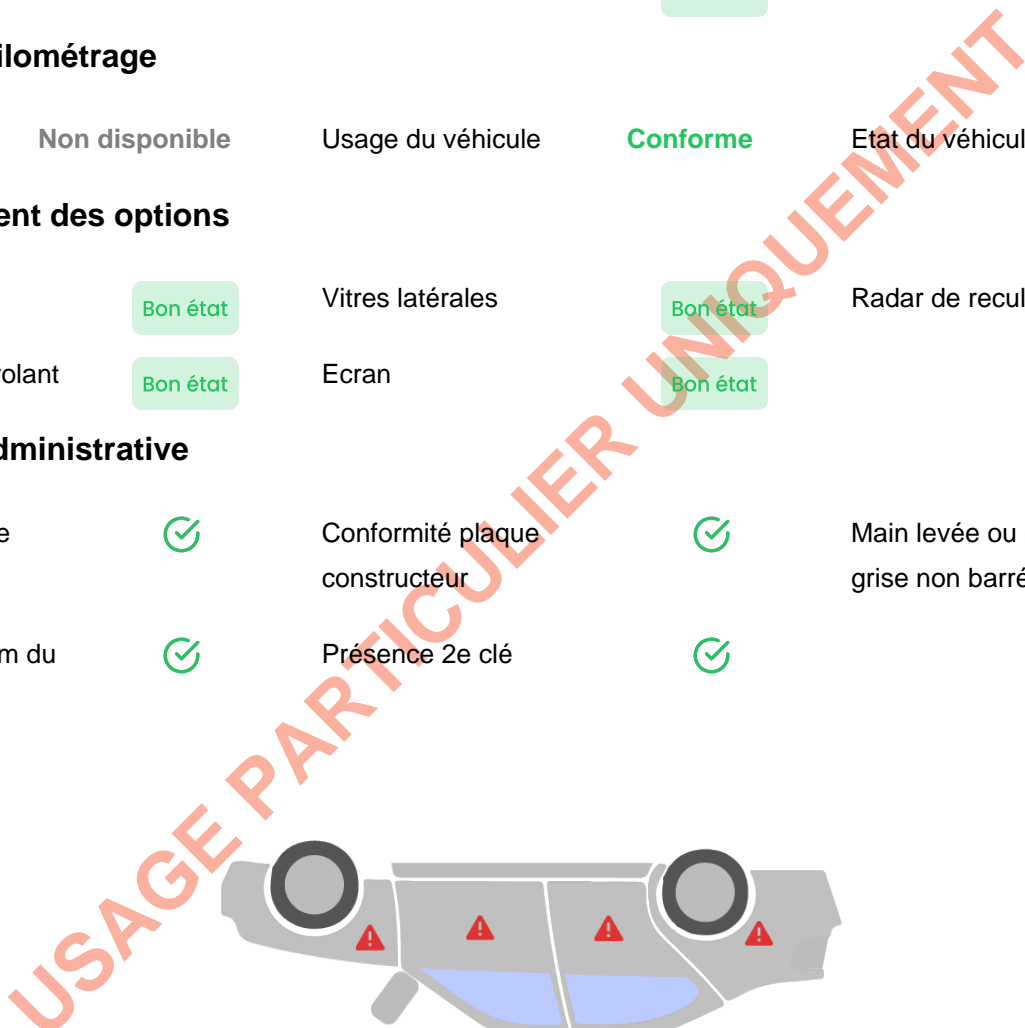 ilométrage
Non disponible Usage du véhicule Conforme Etat du véhicul
ent des options
Bon état Vitres latérales Bon état Radar de recul
olant Bon état Ecran Bon état
dministrative
e Conformité plaque Main levée ou
constructeur grise non barré
m du Présence 2e clé
USAGE PARTICULIER UNIQUEMENT